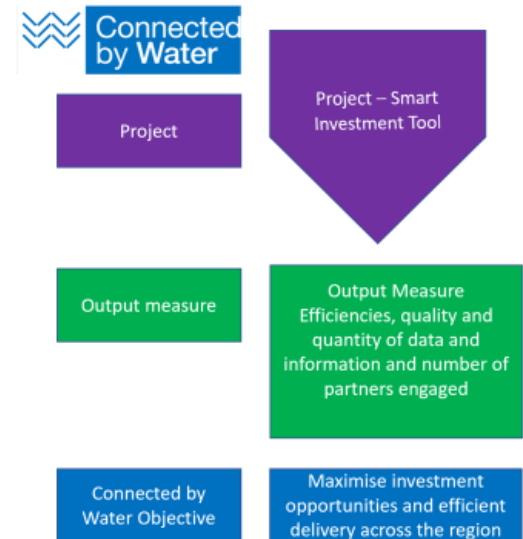 Connected
by Water
Project
Project – Smart
Investment Tool
Output measure
Output Measure
Efficiencies, quality and
quantity of data and
information and number of
partners engaged
Connected by
Water Objective
Maximise investment
opportunities and efficient
delivery across the region